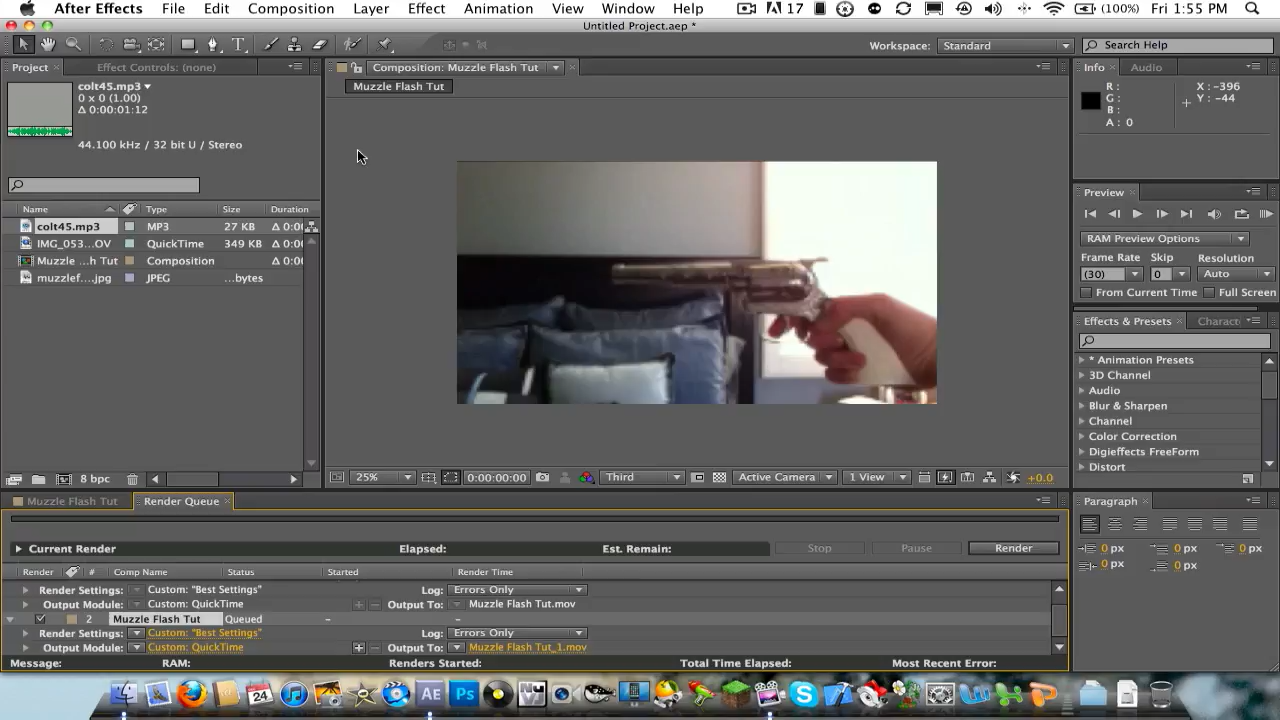 After Effects File Edit Composition Layer Effect Animation View Window Help 17 (100%) Fri 1:55 PM
Untitled Project.aep *
Workspace: Standard Search Help
Project Effect Controls: (none)
colt45.mp3
0 x 0 (1.00)
Δ 0:00:01:12
44.100 kHz / 32 bit U / Stereo
Name Type Size Duration
colt45.mp3 MP3 27 KB Δ 0:00
IMG_053...OV QuickTime 349 KB Δ 0:00
Muzzle ...h Tut Composition Δ 0:00
muzzlef....jpg JPEG ...bytes
8 bpc
Composition: Muzzle Flash Tut
Muzzle Flash Tut
25% 0:00:00:00 Third Active Camera 1 View +0.0
Info Audio
R: X: -396
G: Y: -44
B:
A: 0
Preview
RAM Preview Options
Frame Rate Skip Resolution
(30) 0 Auto
From Current Time Full Screen
Effects & Presets Charact
* Animation Presets
3D Channel
Audio
Blur & Sharpen
Channel
Color Correction
Digieffects FreeForm
Distort
Paragraph
0 px 0 px 0 px
0 px 0 px
Muzzle Flash Tut Render Queue
Current Render Elapsed: Est. Remain: Stop Pause Render
Render # Comp Name Status Started Render Time
Render Settings: Custom: "Best Settings" Log: Errors Only
Output Module: Custom: QuickTime + − Output To: Muzzle Flash Tut.mov
2 Muzzle Flash Tut Queued – –
Render Settings: Custom: "Best Settings" Log: Errors Only
Output Module: Custom: QuickTime + Output To: Muzzle Flash Tut_1.mov
Message: RAM: Renders Started: Total Time Elapsed: Most Recent Error:
24 AE Ps